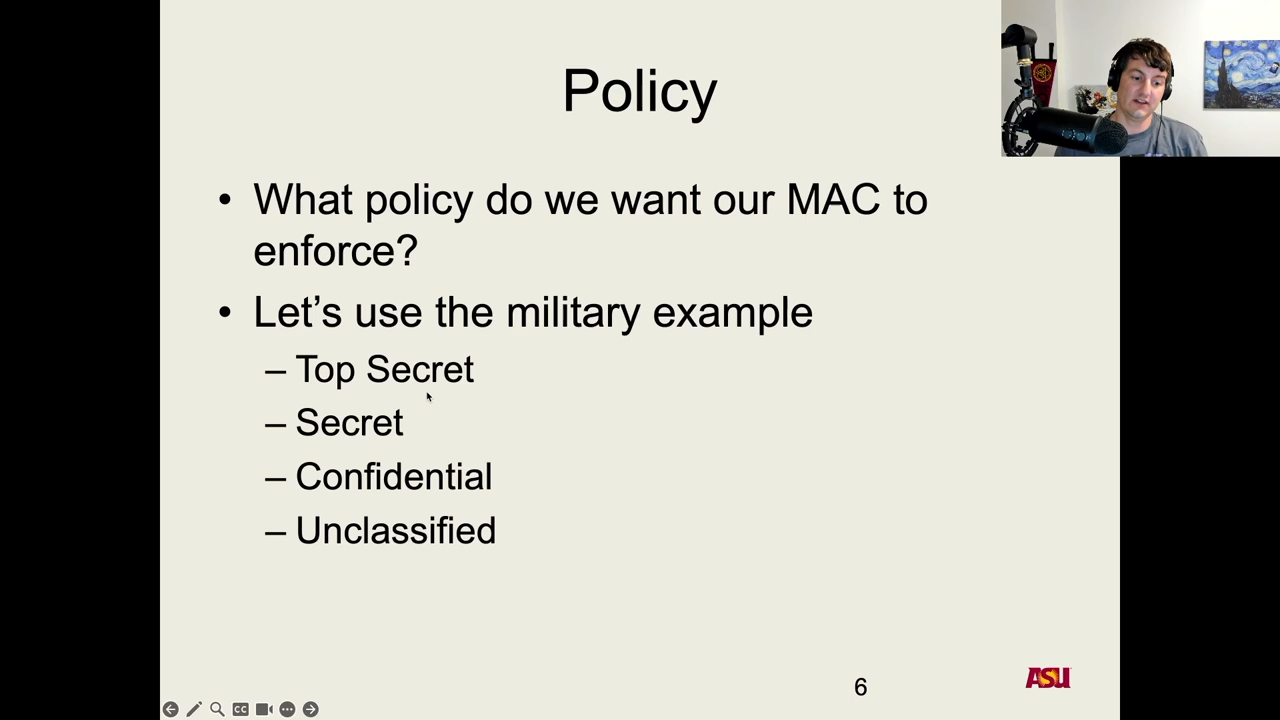 Policy
• What policy do we want our MAC to
enforce?
• Let’s use the military example
– Top Secret
– Secret
– Confidential
– Unclassified
6
ASU
CC